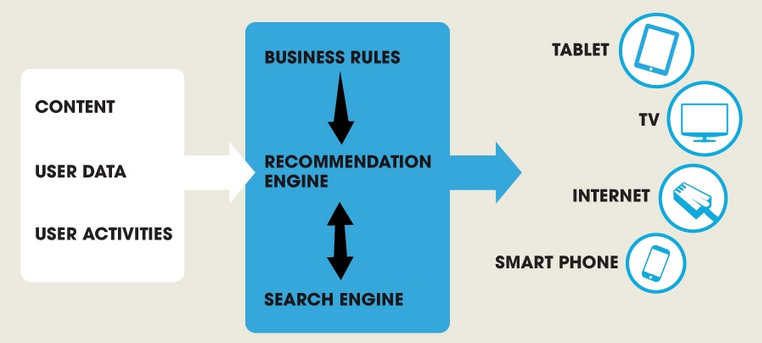 CONTENT
USER DATA
USER ACTIVITIES
BUSINESS RULES
RECOMMENDATION
ENGINE
SEARCH ENGINE
TABLET
TV
INTERNET
SMART PHONE